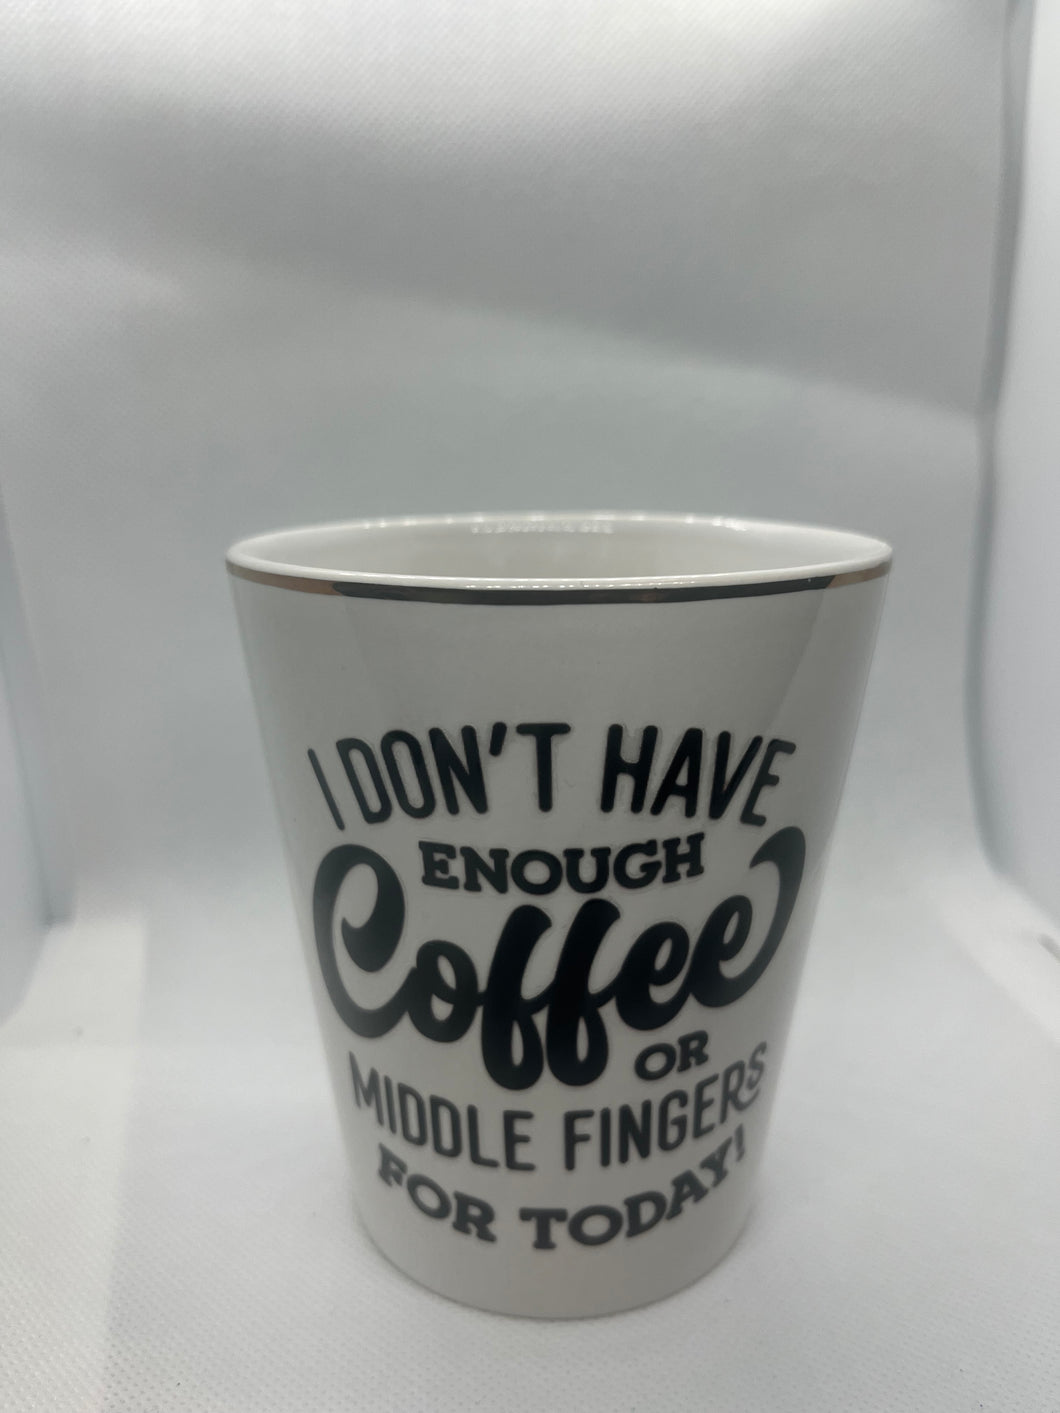 I DON'T HAVE
ENOUGH
Coffee
OR
MIDDLE FINGERS
FOR TODAY!